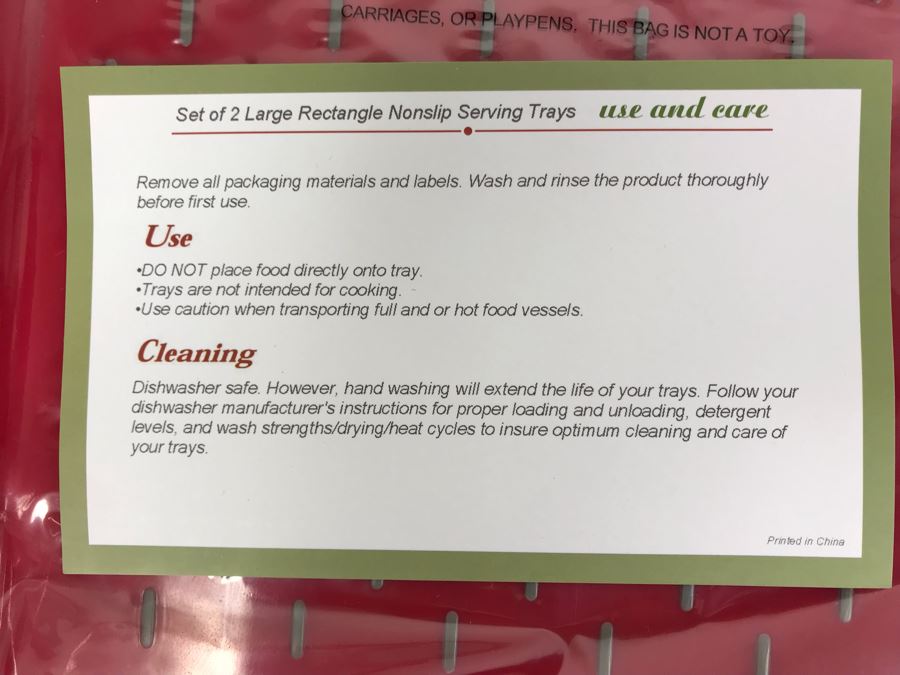 CARRIAGES, OR PLAYPENS. THIS BAG IS NOT A TOY.
Set of 2 Large Rectangle Nonslip Serving Trays use and care
Remove all packaging materials and labels. Wash and rinse the product thoroughly
before first use.
Use
•DO NOT place food directly onto tray.
•Trays are not intended for cooking.
•Use caution when transporting full and or hot food vessels.
Cleaning
Dishwasher safe. However, hand washing will extend the life of your trays. Follow your
dishwasher manufacturer's instructions for proper loading and unloading, detergent
levels, and wash strengths/drying/heat cycles to insure optimum cleaning and care of
your trays.
Printed in China